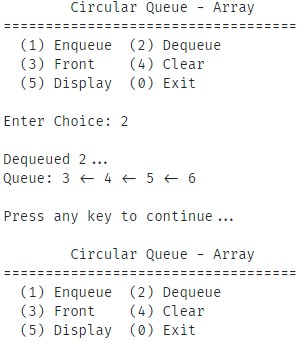 Circular Queue - Array
===================================
(1) Enqueue (2) Dequeue
(3) Front (4) Clear
(5) Display (0) Exit
Enter Choice: 2
Dequeued 2...
Queue: 3 ← 4 ← 5 ← 6
Press any key to continue...
Circular Queue - Array
===================================
(1) Enqueue (2) Dequeue
(3) Front (4) Clear
(5) Display (0) Exit